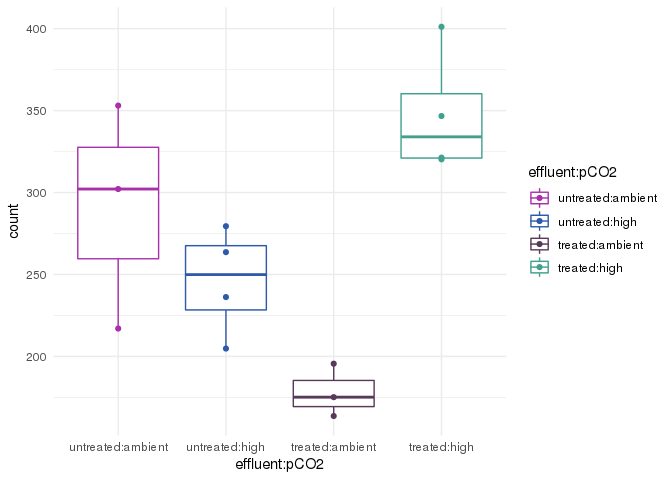 400
350
300
250
200
count
untreated:ambient
untreated:high
treated:ambient
treated:high
effluent:pCO2
effluent:pCO2
untreated:ambient
untreated:high
treated:ambient
treated:high